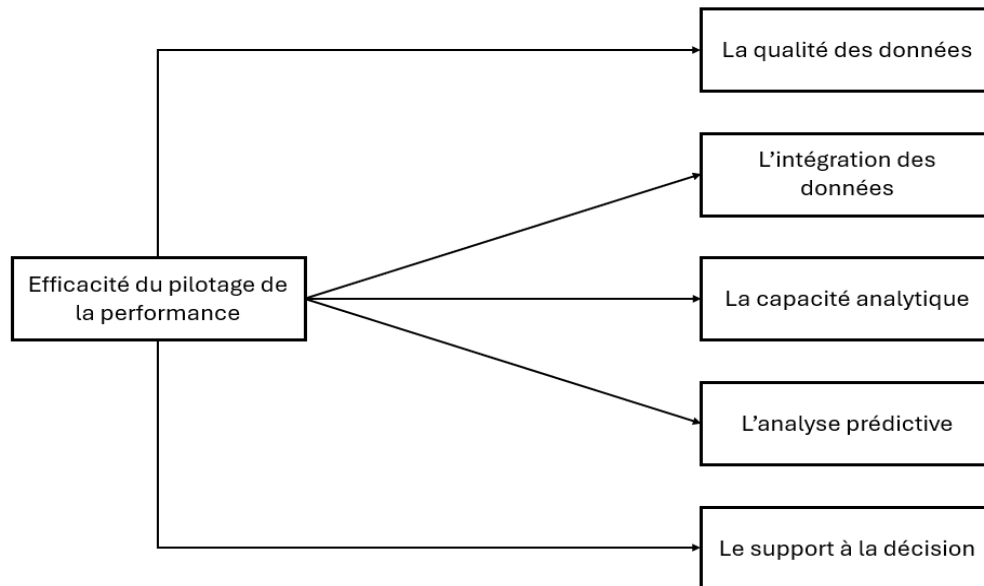 La qualité des données
L’intégration des
données
Efficacité du pilotage de
la performance
La capacité analytique
L’analyse prédictive
Le support à la décision